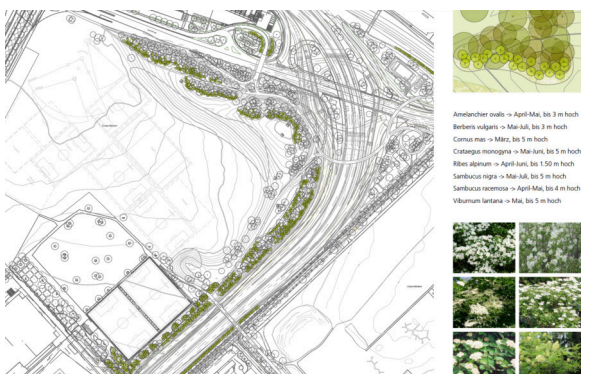 Amelanchier ovalis -> April-Mai, bis 3 m hoch
Berberis vulgaris -> Mai-Juli, bis 3 m hoch
Cornus mas -> März, bis 5 m hoch
Crataegus monogyna -> Mai-Juni, bis 5 m hoch
Ribes alpinum -> April-Juni, bis 1.50 m hoch
Sambucus nigra -> Mai-Juli, bis 5 m hoch
Sambucus racemosa -> April-Mai, bis 4 m hoch
Viburnum lantana -> Mai, bis 5 m hoch